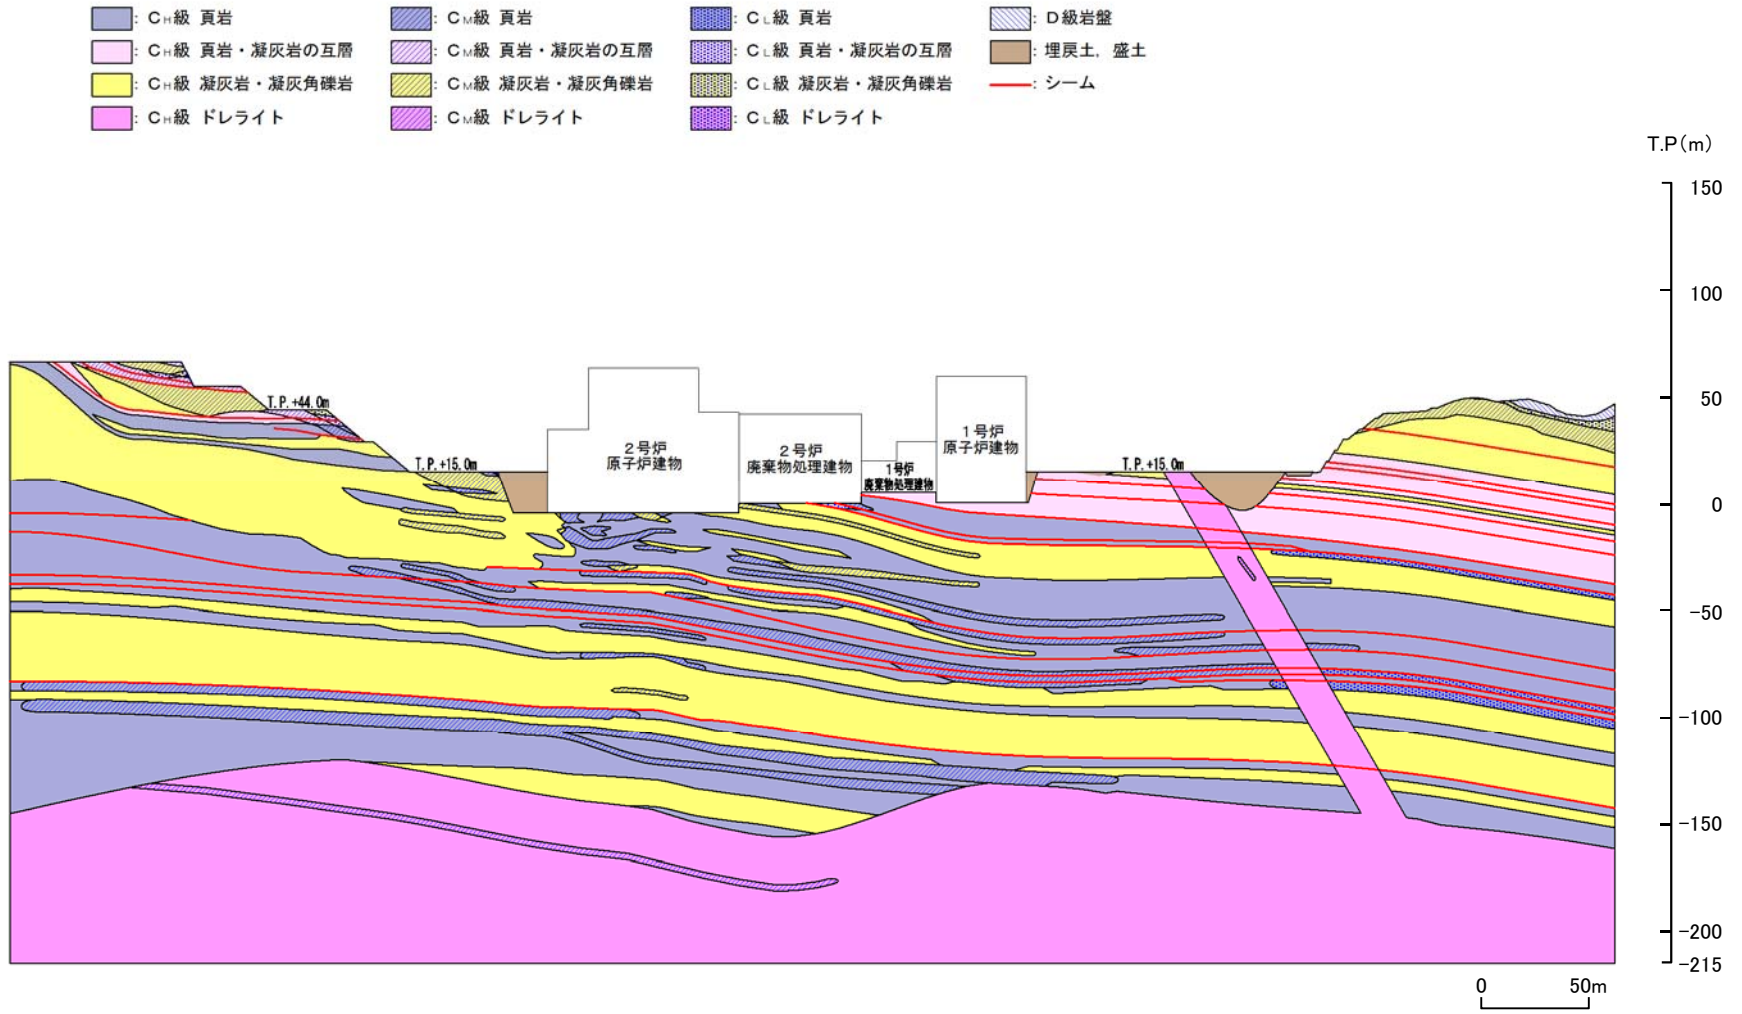 : CH級 頁岩
: CM級 頁岩
: CL級 頁岩
: D級岩盤
: CH級 頁岩・凝灰岩の互層
: CM級 頁岩・凝灰岩の互層
: CL級 頁岩・凝灰岩の互層
: 埋戻土，盛土
: CH級 凝灰岩・凝灰角礫岩
: CM級 凝灰岩・凝灰角礫岩
: CL級 凝灰岩・凝灰角礫岩
: シーム
: CH級 ドレライト
: CM級 ドレライト
: CL級 ドレライト
T.P(m)
150
100
50
0
-50
-100
-150
-200
-215
T.P.+44.0m
T.P.+15.0m
2号炉
原子炉建物
2号炉
廃棄物処理建物
1号炉
廃棄物処理建物
1号炉
原子炉建物
T.P.+15.0m
0
50m